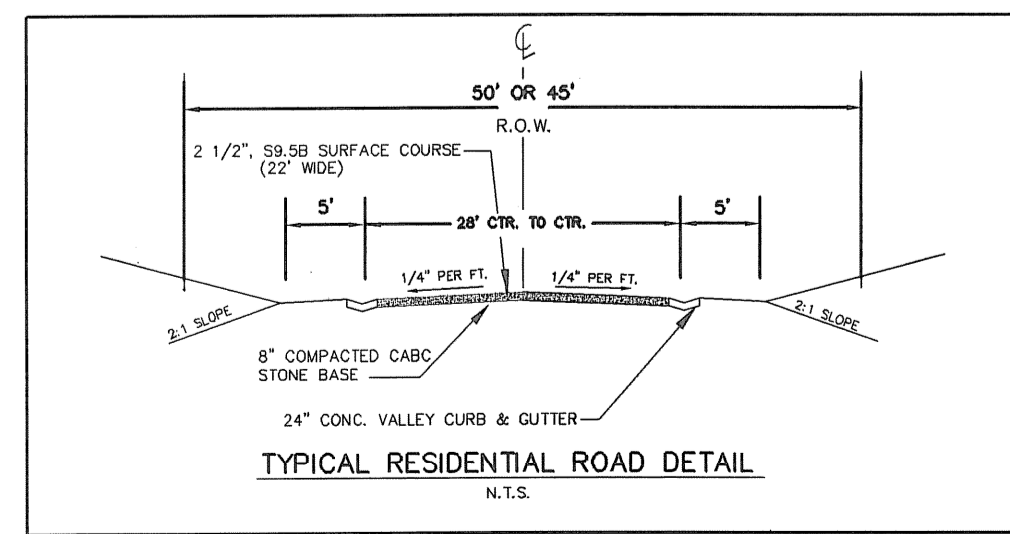 ℄
50' OR 45'
R.O.W.
2 1/2", S9.5B SURFACE COURSE
(22' WIDE)
5'
28' CTR. TO CTR.
5'
1/4" PER FT.
1/4" PER FT.
2:1 SLOPE
2:1 SLOPE
8" COMPACTED CABC
STONE BASE
24" CONC. VALLEY CURB & GUTTER
TYPICAL RESIDENTIAL ROAD DETAIL
N.T.S.